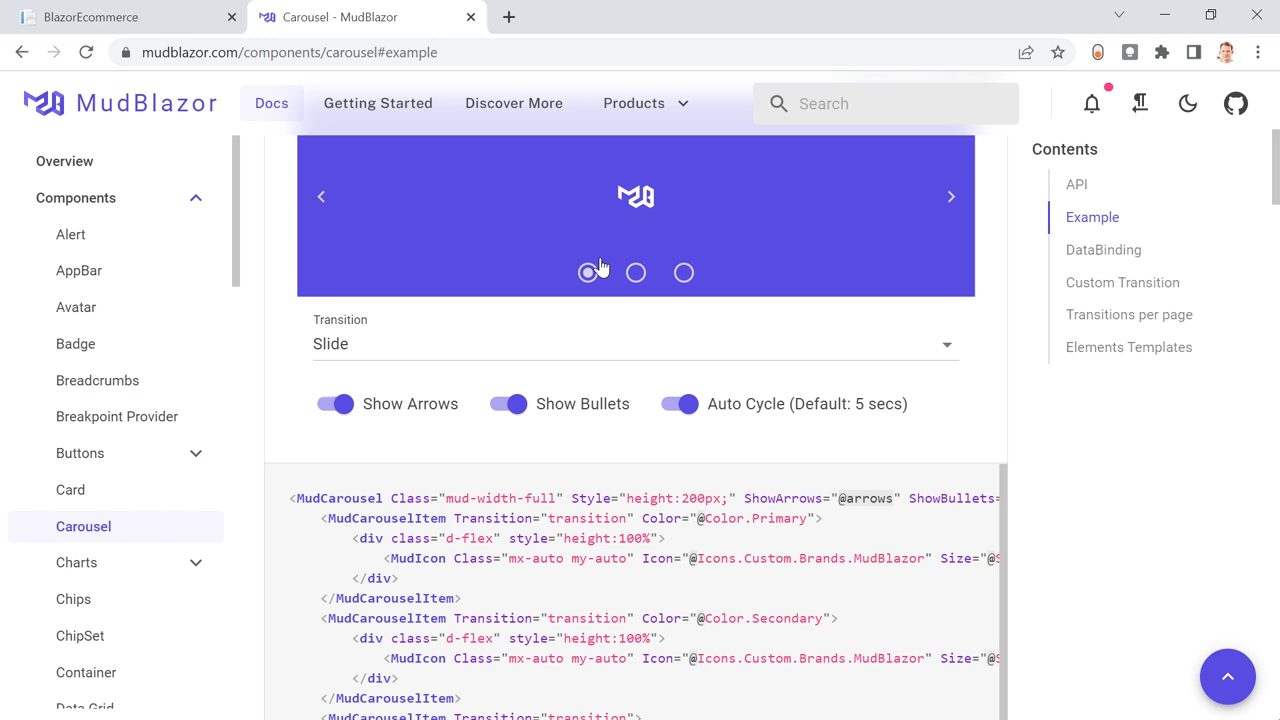 BlazorEcommerce
Carousel - MudBlazor
mudblazor.com/components/carousel#example
MudBlazor
Docs
Getting Started
Discover More
Products
Search
Overview
Components
Alert
AppBar
Avatar
Badge
Breadcrumbs
Breakpoint Provider
Buttons
Card
Carousel
Charts
Chips
ChipSet
Container
Data Grid
Transition
Slide
Show Arrows
Show Bullets
Auto Cycle (Default: 5 secs)
<MudCarousel Class="mud-width-full" Style="height:200px;" ShowArrows="@arrows" ShowBullets=
<MudCarouselItem Transition="transition" Color="@Color.Primary">
<div class="d-flex" style="height:100%">
<MudIcon Class="mx-auto my-auto" Icon="@Icons.Custom.Brands.MudBlazor" Size="@S
</div>
</MudCarouselItem>
<MudCarouselItem Transition="transition" Color="@Color.Secondary">
<div class="d-flex" style="height:100%">
<MudIcon Class="mx-auto my-auto" Icon="@Icons.Custom.Brands.MudBlazor" Size="@S
</div>
</MudCarouselItem>
<MudCarouselItem Transition="transition"
Contents
API
Example
DataBinding
Custom Transition
Transitions per page
Elements Templates